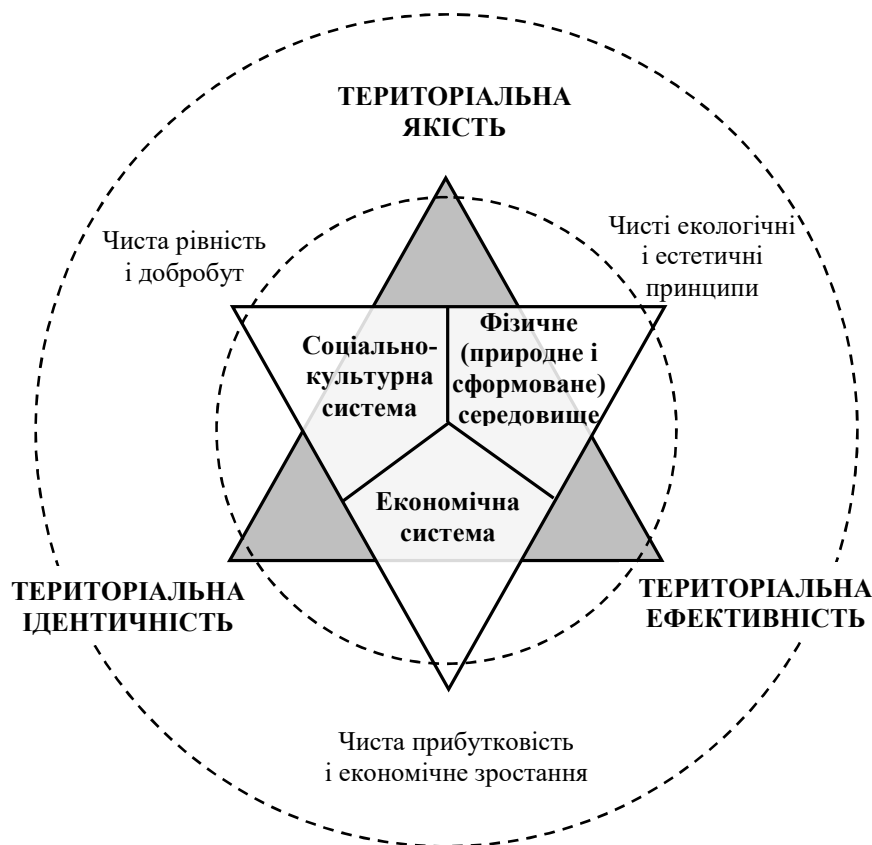 ТЕРИТОРІАЛЬНА
ЯКІСТЬ
Чиста рівність
і добробут
Чисті екологічні
і естетичні
принципи
Соціально-
культурна
система
Фізичне
(природне і
сформоване)
середовище
Економічна
система
ТЕРИТОРІАЛЬНА
ІДЕНТИЧНІСТЬ
ТЕРИТОРІАЛЬНА
ЕФЕКТИВНІСТЬ
Чиста прибутковість
і економічне зростання